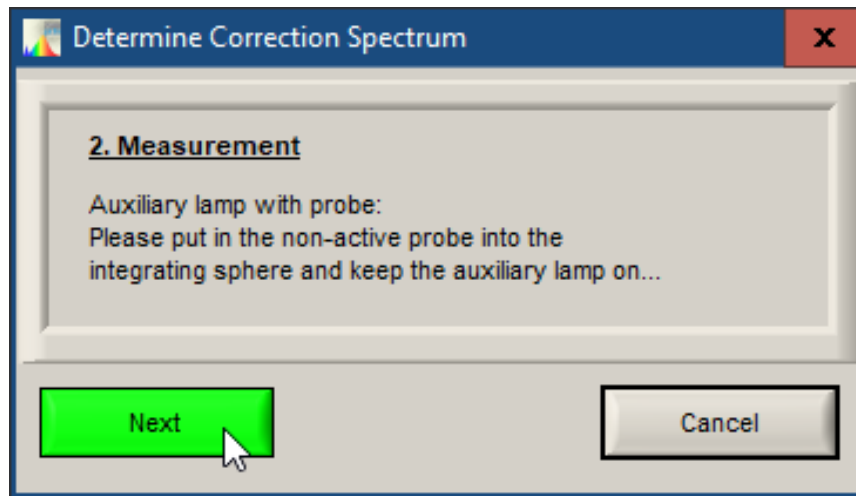 Determine Correction Spectrum
x
2. Measurement
Auxiliary lamp with probe:
Please put in the non-active probe into the
integrating sphere and keep the auxiliary lamp on...
Next
Cancel